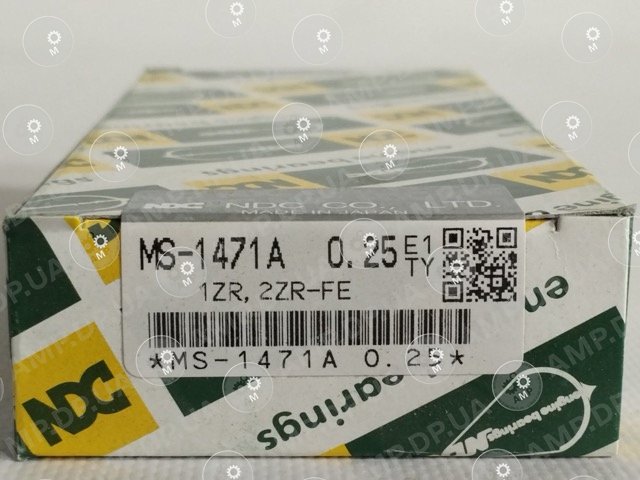 NDC NDC CO., LTD.
MADE IN JAPAN
MS-1471A 0.25 E1 TY
1ZR, 2ZR-FE
*MS-1471A 0.25*
NDC
engine bearings